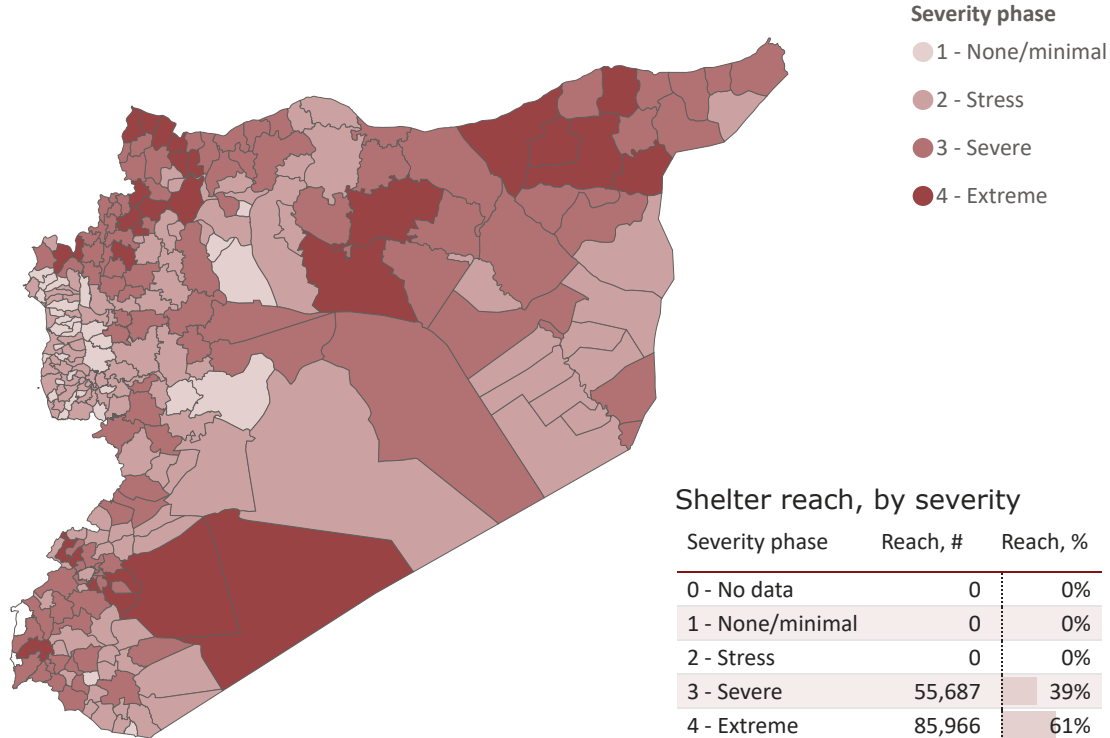 Severity phase
1 - None/minimal
2 - Stress
3 - Severe
4 - Extreme
Shelter reach, by severity
Severity phase Reach, # Reach, %
0 - No data 0 0%
1 - None/minimal 0 0%
2 - Stress 0 0%
3 - Severe 55,687 39%
4 - Extreme 85,966 61%